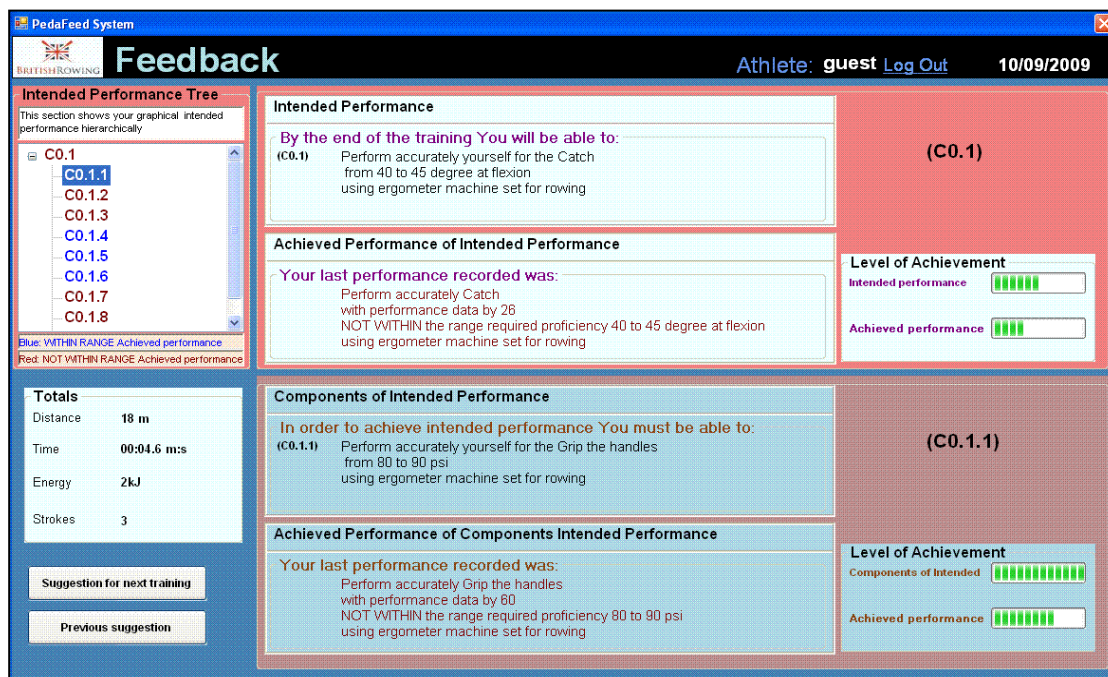 PedaFeed System
BRITISHROWING
Feedback
Athlete: guest Log Out 10/09/2009
Intended Performance Tree
This section shows your graphical intended
performance hierarchically
C0.1
C0.1.1
C0.1.2
C0.1.3
C0.1.4
C0.1.5
C0.1.6
C0.1.7
C0.1.8
Blue: WITHIN RANGE Achieved performance
Red: NOT WITHIN RANGE Achieved performance
Totals
Distance 18 m
Time 00:04.6 m:s
Energy 2kJ
Strokes 3
Suggestion for next training
Previous suggestion
Intended Performance
By the end of the training You will be able to:
(C0.1) Perform accurately yourself for the Catch
from 40 to 45 degree at flexion
using ergometer machine set for rowing
(C0.1)
Achieved Performance of Intended Performance
Your last performance recorded was:
Perform accurately Catch
with performance data by 26
NOT WITHIN the range required proficiency 40 to 45 degree at flexion
using ergometer machine set for rowing
Level of Achievement
Intended performance
Achieved performance
Components of Intended Performance
In order to achieve intended performance You must be able to:
(C0.1.1) Perform accurately yourself for the Grip the handles
from 80 to 90 psi
using ergometer machine set for rowing
(C0.1.1)
Achieved Performance of Components Intended Performance
Your last performance recorded was:
Perform accurately Grip the handles
with performance data by 60
NOT WITHIN the range required proficiency 80 to 90 psi
using ergometer machine set for rowing
Level of Achievement
Components of Intended
Achieved performance